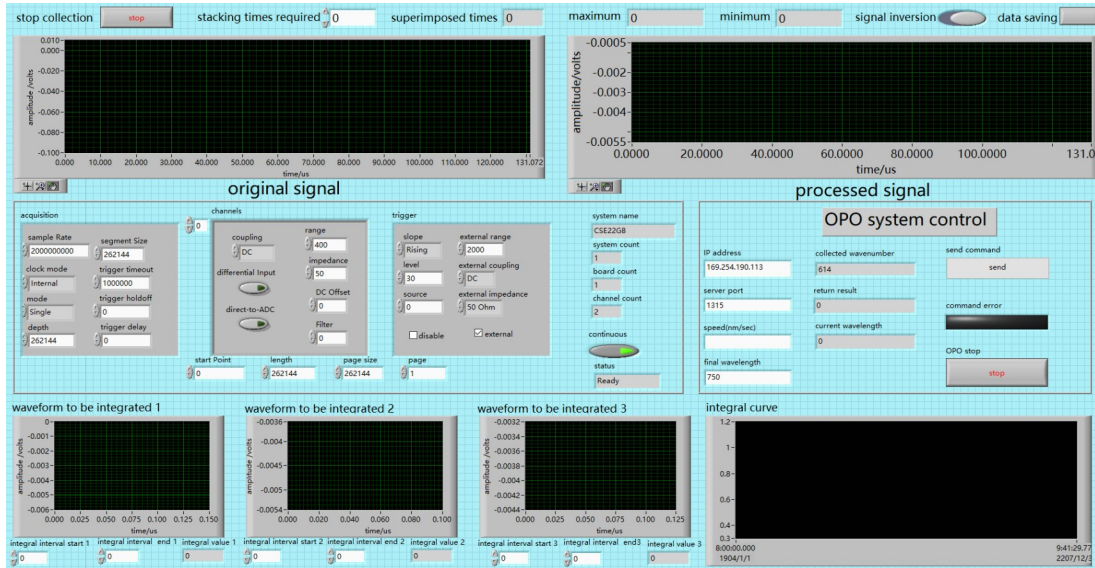 stop collection stop stacking times required 0 superimposed times 0 maximum 0 minimum 0 signal inversion data saving
0.010
0.000
-0.020
-0.040
-0.060
-0.080
-0.100
amplitude /volts
0.000 10.000 20.000 30.000 40.000 50.000 60.000 70.000 80.000 90.000 100.000 110.000 120.000 131.072
time/us
original signal
-0.0005
-0.002
-0.003
-0.004
-0.0055
amplitude/volts
0.0000 20.0000 40.0000 60.0000 80.0000 100.0000 131.0
time/us
processed signal
acquisition
sample Rate
2000000000
segment Size
262144
clock mode
Internal
trigger timeout
1000000
mode
Single
trigger holdoff
0
depth
262144
trigger delay
0
channels
0
coupling
DC
range
400
differential Input
impedance
50
direct-to-ADC
DC Offset
0
Filter
0
trigger
slope
Rising
external range
2000
level
30
external coupling
DC
source
0
external impedance
50 Ohm
disable
external
start Point
0
length
262144
page size
262144
page
1
system name
CSE22G8
system count
1
board count
1
channel count
2
continuous
status
Ready
OPO system control
IP address
169.254.190.113
collected wavenumber
614
send command
send
server port
1315
return result
0
command error
speed(nm/sec)
current wavelength
0
final wavelength
750
OPO stop
stop
waveform to be integrated 1
0
-0.001
-0.002
-0.003
-0.004
-0.005
-0.006
amplitude /volts
0.000 0.025 0.050 0.075 0.100 0.125 0.150
time/us
integral interval start 1 integral interval end 1 integral value 1
0 0 0
waveform to be integrated 2
-0.0036
-0.004
-0.0045
-0.005
-0.0054
amplitude /volts
0.000 0.020 0.040 0.060 0.080 0.100
time/us
integral interval start 2 integral interval end 2 integral value 2
0 0 0
waveform to be integrated 3
-0.0032
-0.0034
-0.0036
-0.0038
-0.004
-0.0042
-0.0044
amplitude /volts
0.000 0.025 0.050 0.075 0.100 0.125
time/us
integral interval start 3 integral interval end3 integral value 3
0 0 0
integral curve
1.2
1
0.8
0.6
0.4
0.3
8:00:00.000 9:41:29.77
1904/1/1 2207/12/3